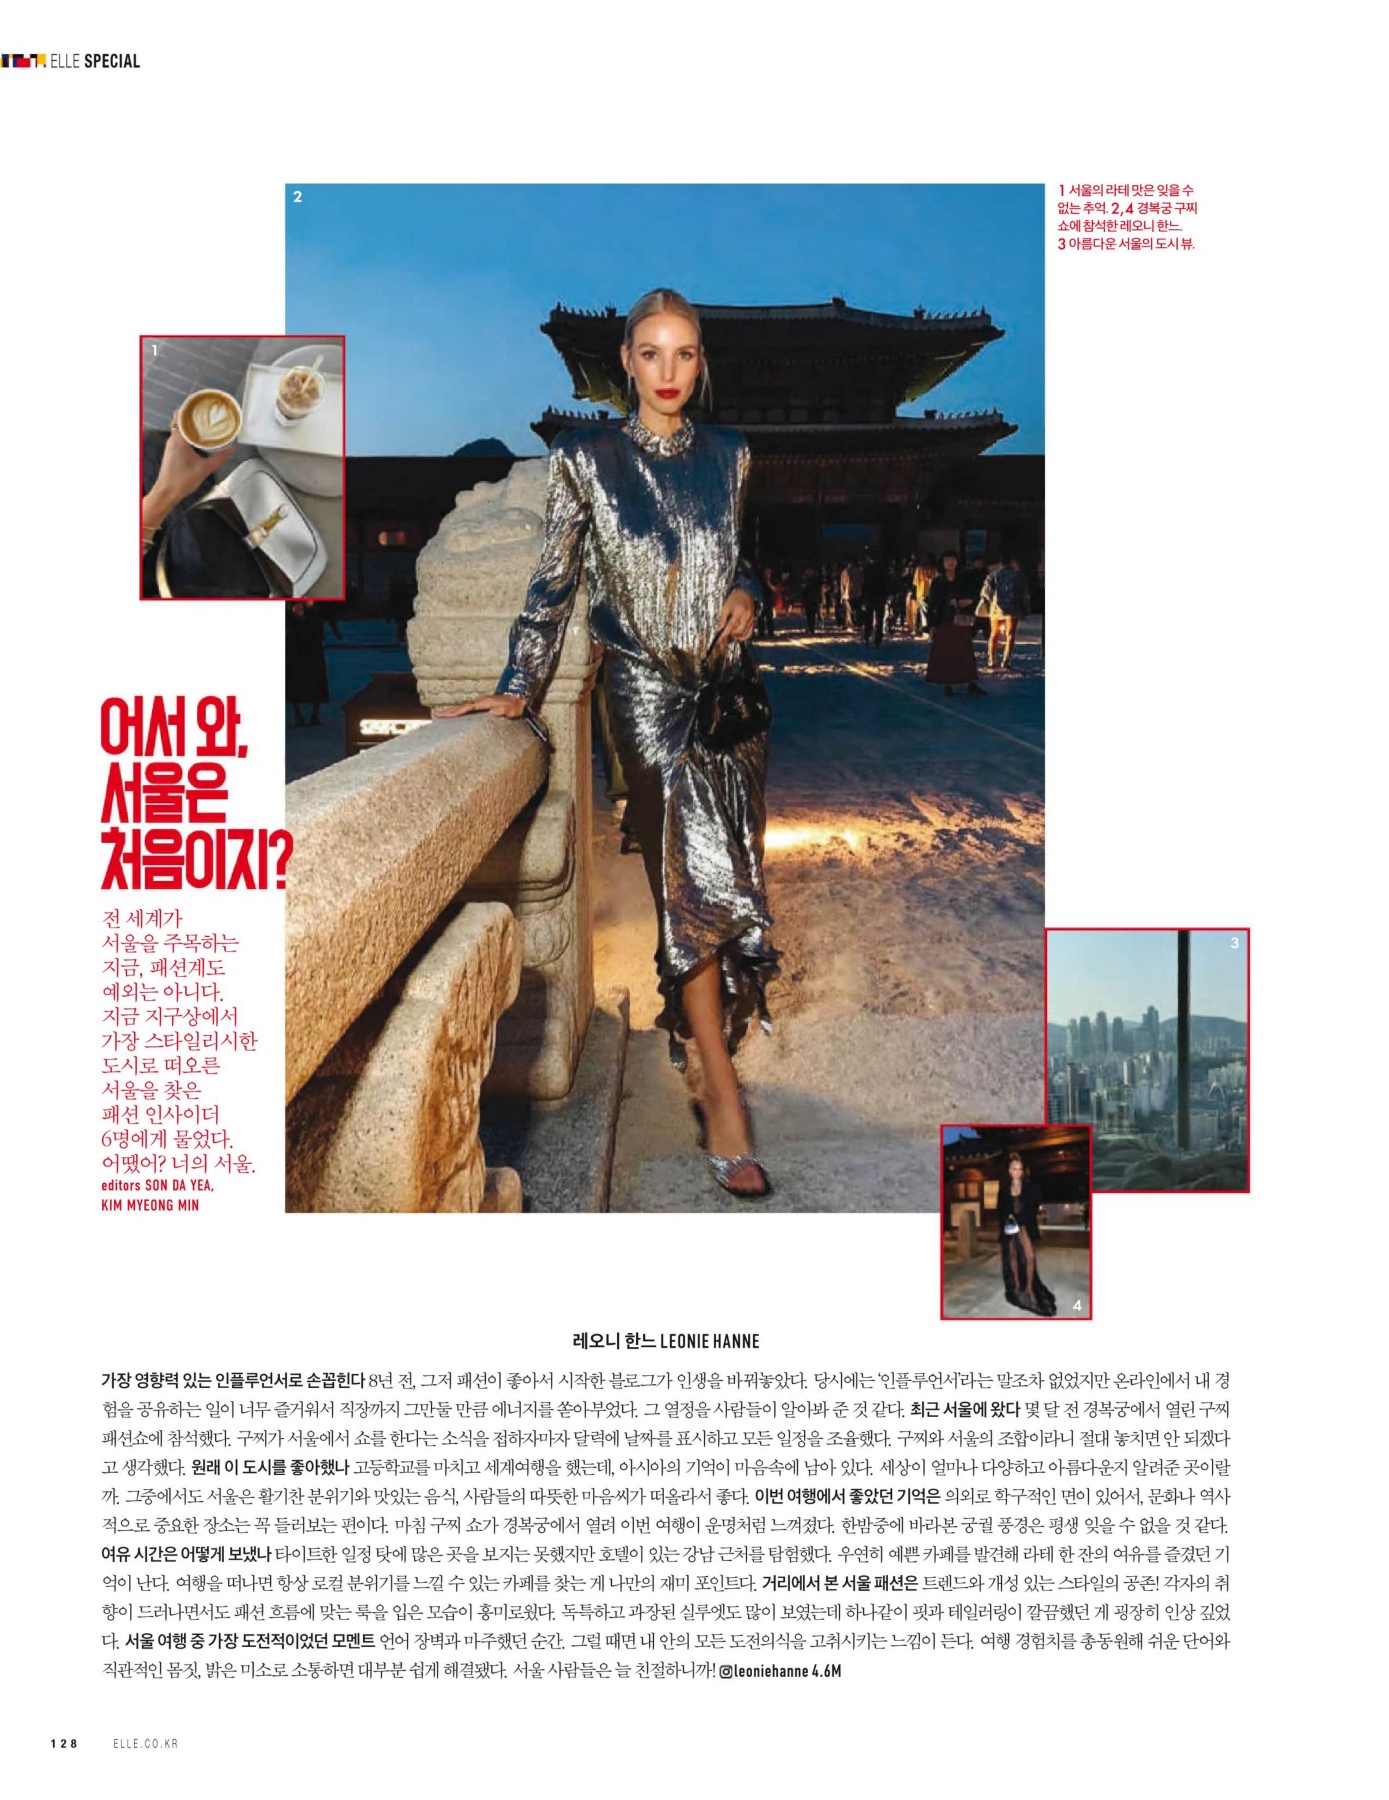 ELLE SPECIAL
2
1 서울의 라테 맛은 잊을 수
없는 추억. 2,4 경복궁 구찌
쇼에 참석한 레오니 한느.
3 아름다운 서울의 도시 뷰.
1
어서 와,
서울은
처음이지?
전 세계가
서울을 주목하는
지금, 패션계도
예외는 아니다.
지금 지구상에서
가장 스타일리시한
도시로 떠오른
서울을 찾은
패션 인사이더
6명에게 물었다.
어땠어? 너의 서울.
editors SON DA YEA,
KIM MYEONG MIN
3
4
레오니 한느 LEONIE HANNE
가장 영향력 있는 인플루언서로 손꼽힌다 8년 전, 그저 패션이 좋아서 시작한 블로그가 인생을 바꿔놓았다. 당시에는 ‘인플루언서’라는 말조차 없었지만 온라인에서 내 경
험을 공유하는 일이 너무 즐거워서 직장까지 그만둘 만큼 에너지를 쏟아부었다. 그 열정을 사람들이 알아봐 준 것 같다. 최근 서울에 왔다 몇 달 전 경복궁에서 열린 구찌
패션쇼에 참석했다. 구찌가 서울에서 쇼를 한다는 소식을 접하자마자 달력에 날짜를 표시하고 모든 일정을 조율했다. 구찌와 서울의 조합이라니 절대 놓치면 안 되겠다
고 생각했다. 원래 이 도시를 좋아했나 고등학교를 마치고 세계여행을 했는데, 아시아의 기억이 마음속에 남아 있다. 세상이 얼마나 다양하고 아름다운지 알려준 곳이랄
까. 그중에서도 서울은 활기찬 분위기와 맛있는 음식, 사람들의 따뜻한 마음씨가 떠올라서 좋다. 이번 여행에서 좋았던 기억은 의외로 학구적인 면이 있어서, 문화나 역사
적으로 중요한 장소는 꼭 들러보는 편이다. 마침 구찌 쇼가 경복궁에서 열려 이번 여행이 운명처럼 느껴졌다. 한밤중에 바라본 궁궐 풍경은 평생 잊을 수 없을 것 같다.
여유 시간은 어떻게 보냈나 타이트한 일정 탓에 많은 곳을 보지는 못했지만 호텔이 있는 강남 근처를 탐험했다. 우연히 예쁜 카페를 발견해 라테 한 잔의 여유를 즐겼던 기
억이 난다. 여행을 떠나면 항상 로컬 분위기를 느낄 수 있는 카페를 찾는 게 나만의 재미 포인트다. 거리에서 본 서울 패션은 트렌드와 개성 있는 스타일의 공존! 각자의 취
향이 드러나면서도 패션 흐름에 맞는 룩을 입은 모습이 흥미로웠다. 독특하고 과장된 실루엣도 많이 보였는데 하나같이 핏과 테일러링이 깔끔했던 게 굉장히 인상 깊었
다. 서울 여행 중 가장 도전적이었던 모멘트 언어 장벽과 마주했던 순간. 그럴 때면 내 안의 모든 도전의식을 고취시키는 느낌이 든다. 여행 경험치를 총동원해 쉬운 단어와
직관적인 몸짓, 밝은 미소로 소통하면 대부분 쉽게 해결됐다. 서울 사람들은 늘 친절하니까! leoniehanne 4.6M
128 ELLE.CO.KR